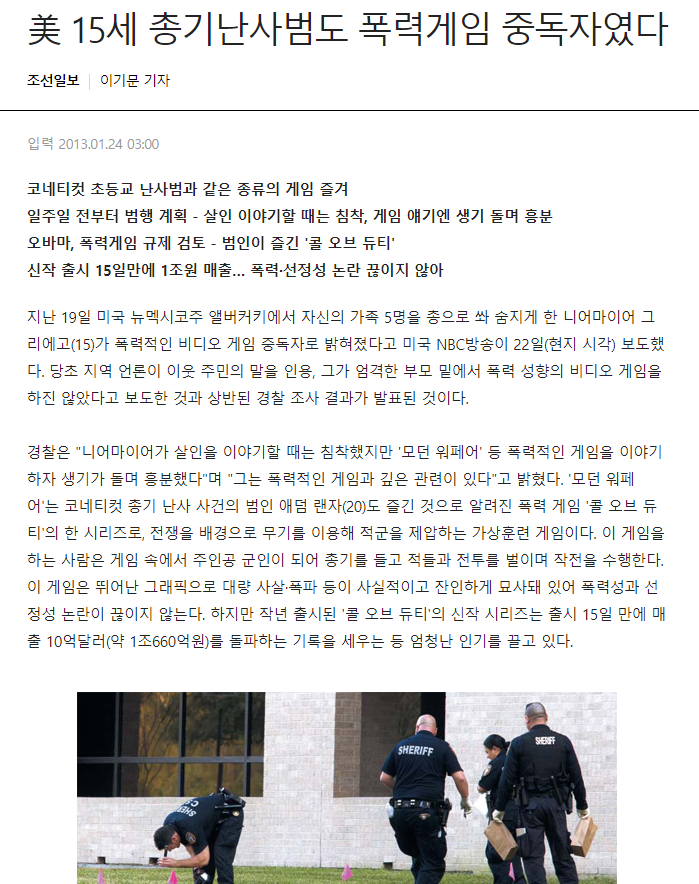 美 15세 총기난사범도 폭력게임 중독자였다
조선일보 이기문 기자
입력 2013.01.24 03:00
코네티컷 초등교 난사범과 같은 종류의 게임 즐겨
일주일 전부터 범행 계획 - 살인 이야기할 때는 침착, 게임 얘기엔 생기 돌며 흥분
오바마, 폭력게임 규제 검토 - 범인이 즐긴 '콜 오브 듀티'
신작 출시 15일만에 1조원 매출... 폭력·선정성 논란 끊이지 않아
지난 19일 미국 뉴멕시코주 앨버커키에서 자신의 가족 5명을 총으로 쏴 숨지게 한 니어마이어 그
리에고(15)가 폭력적인 비디오 게임 중독자로 밝혀졌다고 미국 NBC방송이 22일(현지 시각) 보도했
다. 당초 지역 언론이 이웃 주민의 말을 인용, 그가 엄격한 부모 밑에서 폭력 성향의 비디오 게임을
하진 않았다고 보도한 것과 상반된 경찰 조사 결과가 발표된 것이다.
경찰은 "니어마이어가 살인을 이야기할 때는 침착했지만 '모던 워페어' 등 폭력적인 게임을 이야기
하자 생기가 돌며 흥분했다"며 "그는 폭력적인 게임과 깊은 관련이 있다"고 밝혔다. '모던 워페
어'는 코네티컷 총기 난사 사건의 범인 애덤 랜자(20)도 즐긴 것으로 알려진 폭력 게임 '콜 오브 듀
티'의 한 시리즈로, 전쟁을 배경으로 무기를 이용해 적군을 제압하는 가상훈련 게임이다. 이 게임을
하는 사람은 게임 속에서 주인공 군인이 되어 총기를 들고 적들과 전투를 벌이며 작전을 수행한다.
이 게임은 뛰어난 그래픽으로 대량 사살·폭파 등이 사실적이고 잔인하게 묘사돼 있어 폭력성과 선
정성 논란이 끊이지 않는다. 하지만 작년 출시된 '콜 오브 듀티'의 신작 시리즈는 출시 15일 만에 매
출 10억달러(약 1조660억원)를 돌파하는 기록을 세우는 등 엄청난 인기를 끌고 있다.
SHERIFF
SHERIFF
SHERIFF